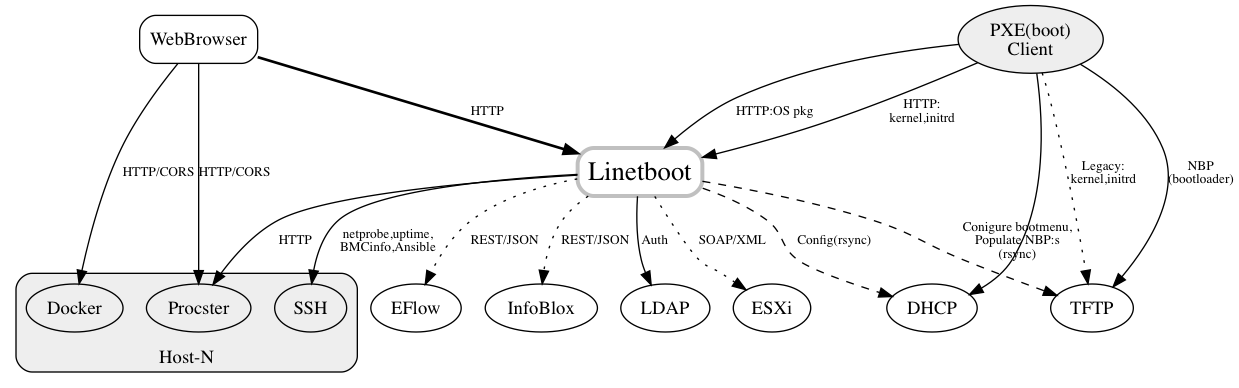 WebBrowser
PXE(boot)
Client
HTTP
HTTP:OS pkg
HTTP:
kernel,initrd
HTTP/CORS
HTTP/CORS
Linetboot
Legacy:
kernel,initrd
NBP
(bootloader)
HTTP
netprobe,uptime,
BMCinfo,Ansible
REST/JSON
REST/JSON
Auth
SOAP/XML
Config(rsync)
Conigure bootmenu,
Populate NBP:s
(rsync)
Docker
Procster
SSH
EFlow
InfoBlox
LDAP
ESXi
DHCP
TFTP
Host-N